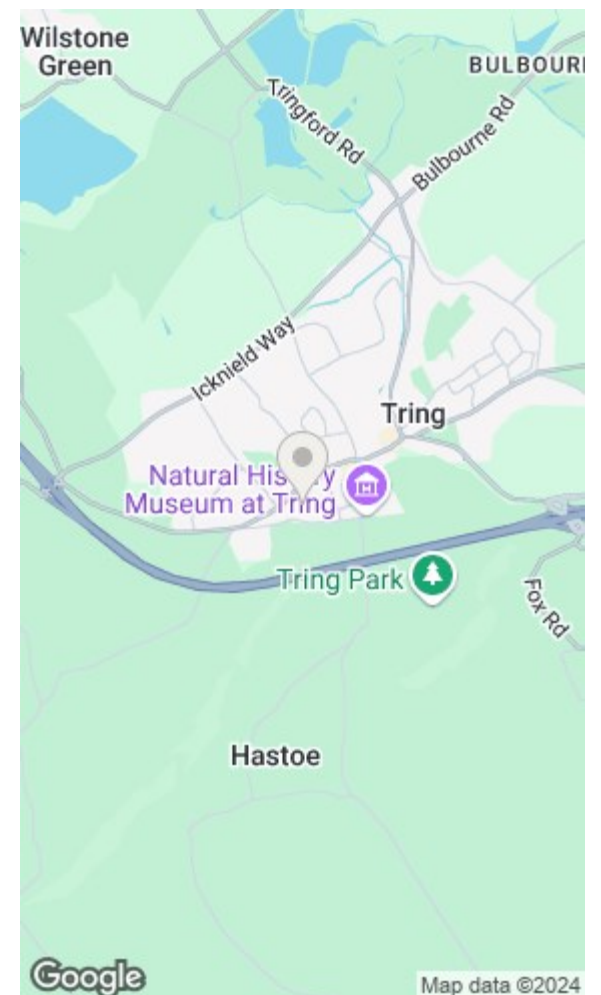 Wilstone
Green
BULBOURI
Tringford Rd
Bulbourne Rd
Icknield Way
Tring
Natural History
Museum at Tring
Tring Park
Fox Rd
Hastoe
Google
Map data ©2024